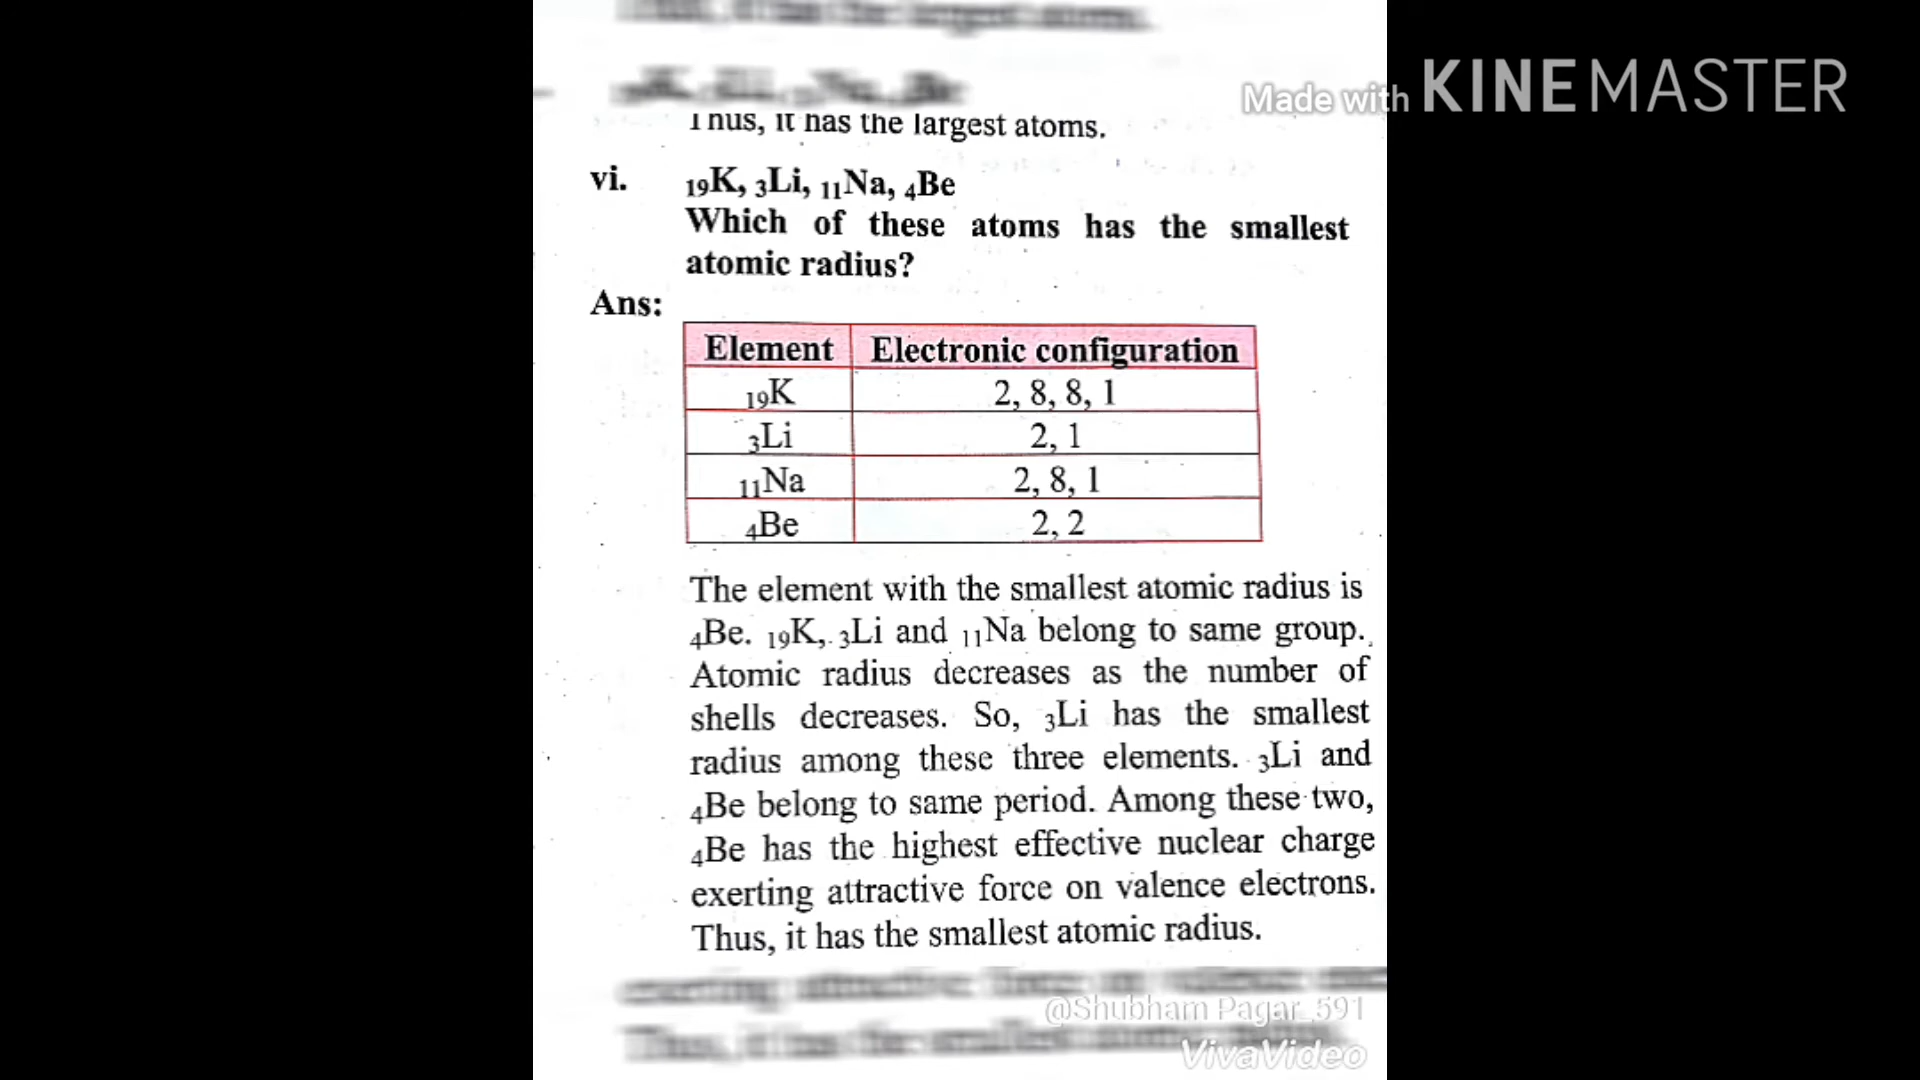 Made with KINEMASTER
Thus, it has the largest atoms.
vi. ₁₉K, ₃Li, ₁₁Na, ₄Be
Which of these atoms has the smallest
atomic radius?
Ans:
Element Electronic configuration
₁₉K 2, 8, 8, 1
₃Li 2, 1
₁₁Na 2, 8, 1
₄Be 2, 2
The element with the smallest atomic radius is
₄Be. ₁₉K, ₃Li and ₁₁Na belong to same group.
Atomic radius decreases as the number of
shells decreases. So, ₃Li has the smallest
radius among these three elements. ₃Li and
₄Be belong to same period. Among these two,
₄Be has the highest effective nuclear charge
exerting attractive force on valence electrons.
Thus, it has the smallest atomic radius.
@Shubham Pagar_591
VivaVideo